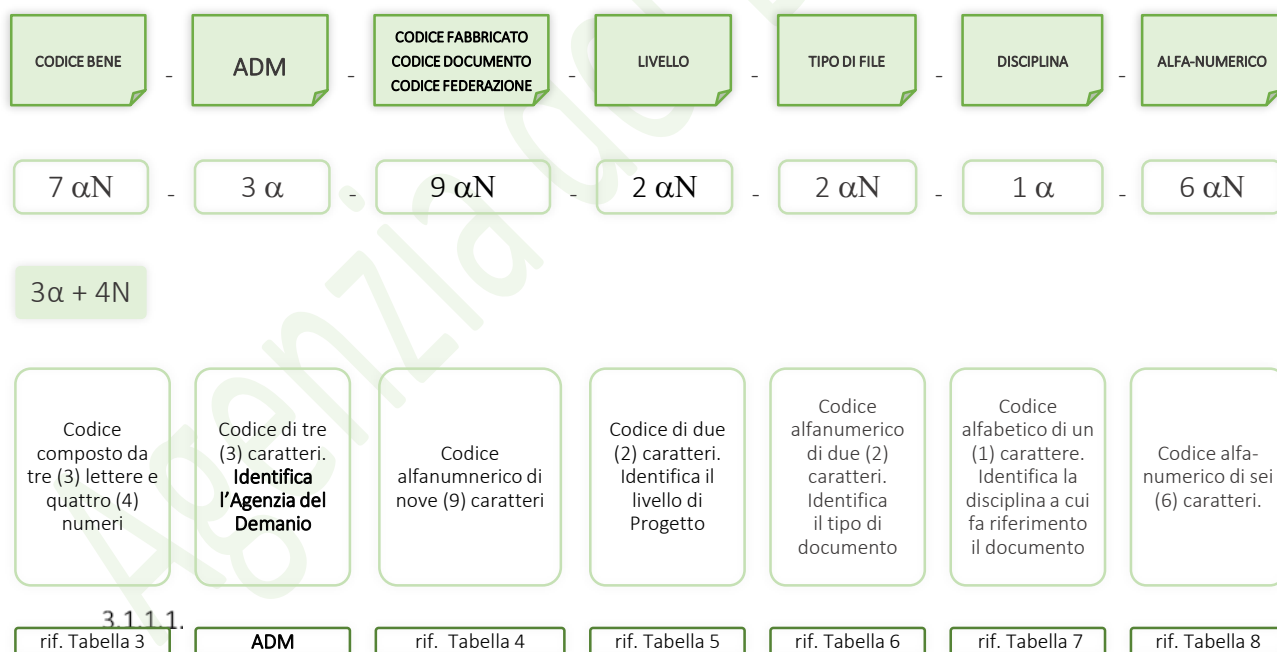 CODICE BENE - ADM - CODICE FABBRICATO - LIVELLO - TIPO DI FILE - DISCIPLINA - ALFA-NUMERICO
CODICE DOCUMENTO
CODICE FEDERAZIONE
7 αN - 3 α - 9 αN - 2 αN - 2 αN - 1 α - 6 αN
3α + 4N
Codice
composto da
tre (3) lettere e
quattro (4)
numeri
Codice di tre
(3) caratteri.
Identifica
l'Agenzia del
Demanio
Codice
alfanumnerico di
nove (9) caratteri
Codice di due
(2) caratteri.
Identifica il
livello di
Progetto
Codice
alfanumerico
di due (2)
caratteri.
Identifica
il tipo di
documento
Codice
alfabetico di un
(1) carattere.
Identifica la
disciplina a cui
fa riferimento
il documento
Codice alfa-
numerico di sei
(6) caratteri.
3.1.1.1.
rif. Tabella 3
ADM
rif. Tabella 4
rif. Tabella 5
rif. Tabella 6
rif. Tabella 7
rif. Tabella 8
Agenzia